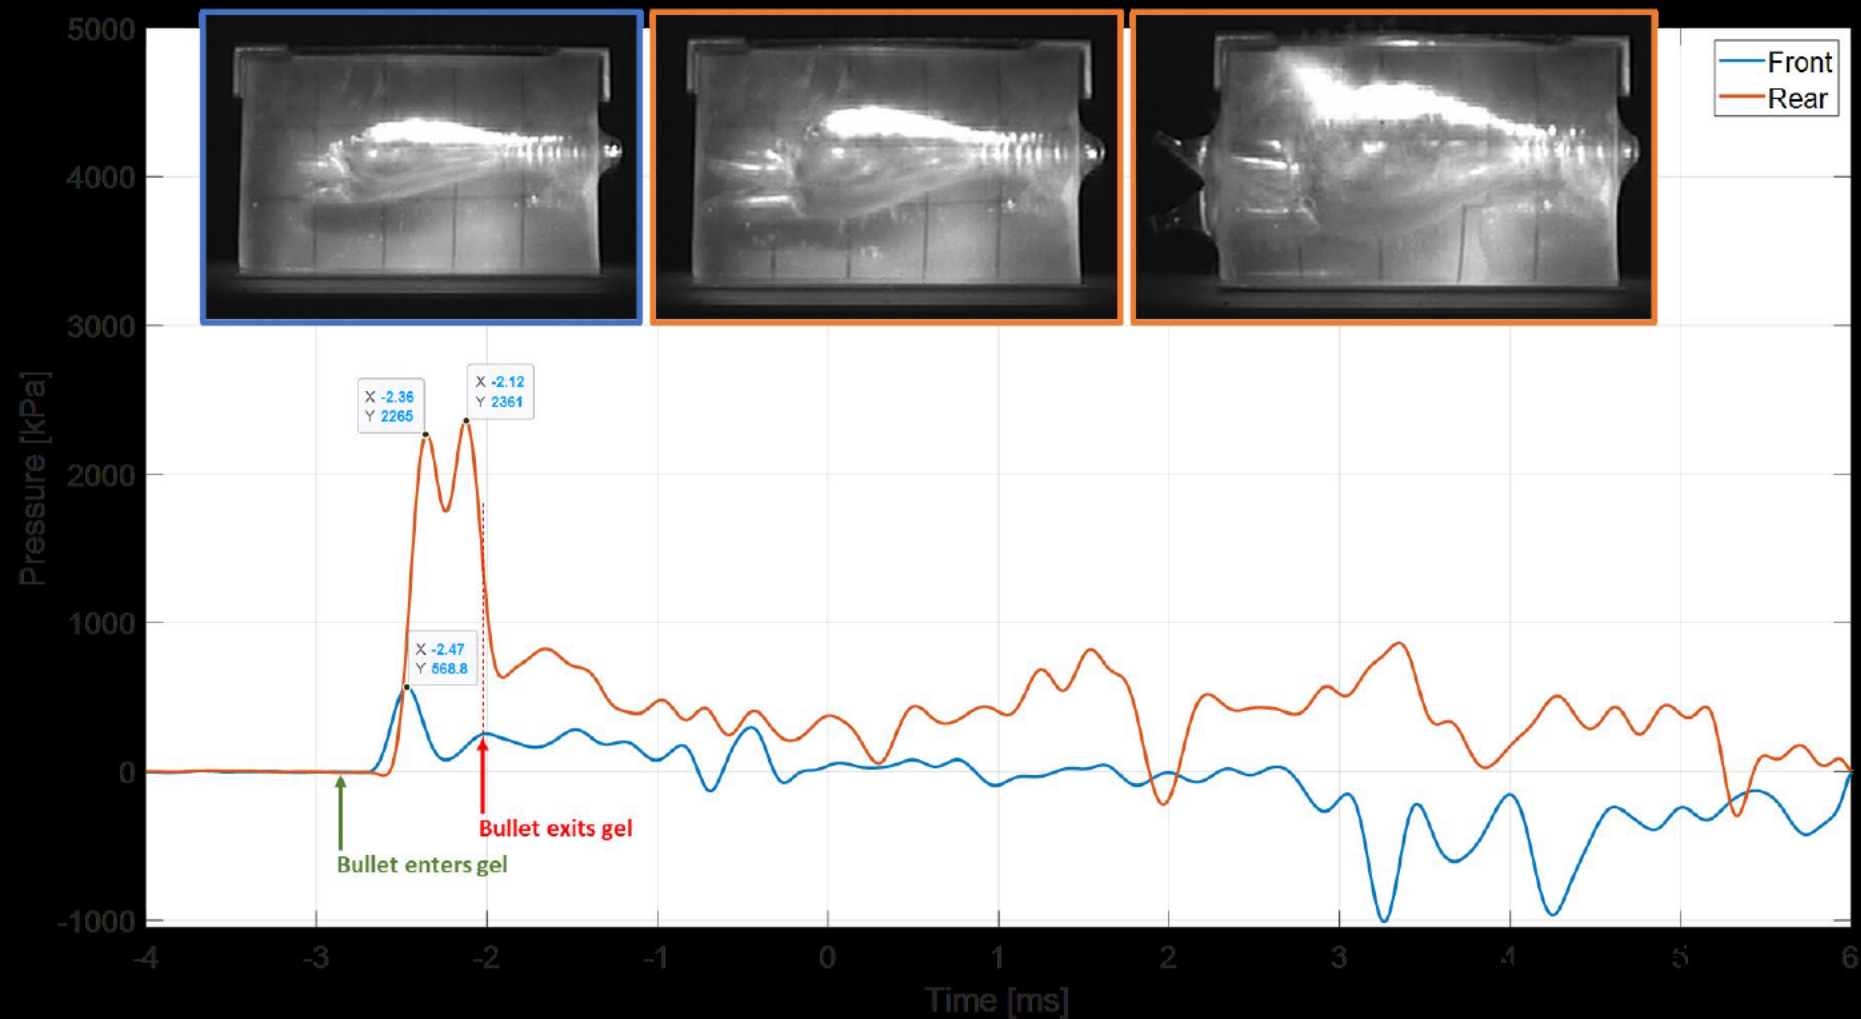 5000
4000
3000
2000
1000
0
-1000
Pressure [kPa]
Front
Rear
X -2.36
Y 2265
X -2.12
Y 2361
X -2.47
Y 568.8
Bullet exits gel
Bullet enters gel
-4 -3 -2 -1 0 1 2 3 4 5 6
Time [ms]